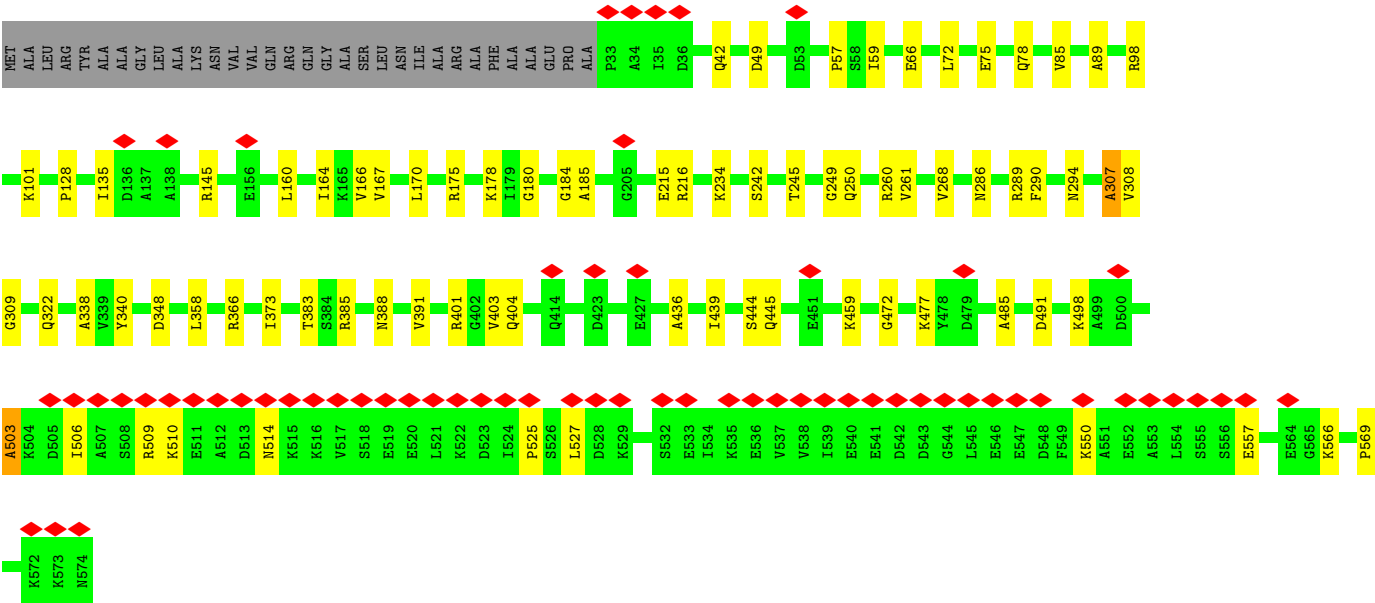 MET ALA LEU ARG TYR ALA ALA GLY LEU ALA LYS ASN VAL VAL GLN ARG GLN GLY ALA SER LEU ASN ILE ALA ARG ALA PHE ALA ALA GLU PRO ALA P33 A34 I35 D36 Q42 D49 D53 P57 S58 I59 E66 L72 E75 Q78 V85 A89 R98
K101 P128 I135 D136 A137 A138 R145 E156 L160 I164 K165 V166 V167 L170 R175 K178 I179 G180 G184 A185 G205 E215 R216 K234 S242 T245 G249 Q250 R260 V261 V268 N286 R289 F290 N294 A307 V308
G309 Q322 A338 V339 Y340 D348 L358 R366 I373 T383 S384 R385 N388 V391 R401 G402 V403 Q404 Q414 D423 E427 A436 I439 S444 Q445 E451 K459 G472 K477 Y478 D479 A485 D491 K498 A499 D500
A503 K504 D505 I506 A507 S508 R509 K510 E511 A512 D513 N514 K515 K516 V517 S518 E519 E520 L521 K522 D523 I524 P525 S526 L527 D528 K529 S532 E533 I534 K535 E536 V537 V538 I539 E540 E541 D542 D543 G544 L545 E546 E547 D548 F549 K550 A551 E552 A553 L554 S555 S556 E557 E564 G565 K566 P569
K572 K573 N574